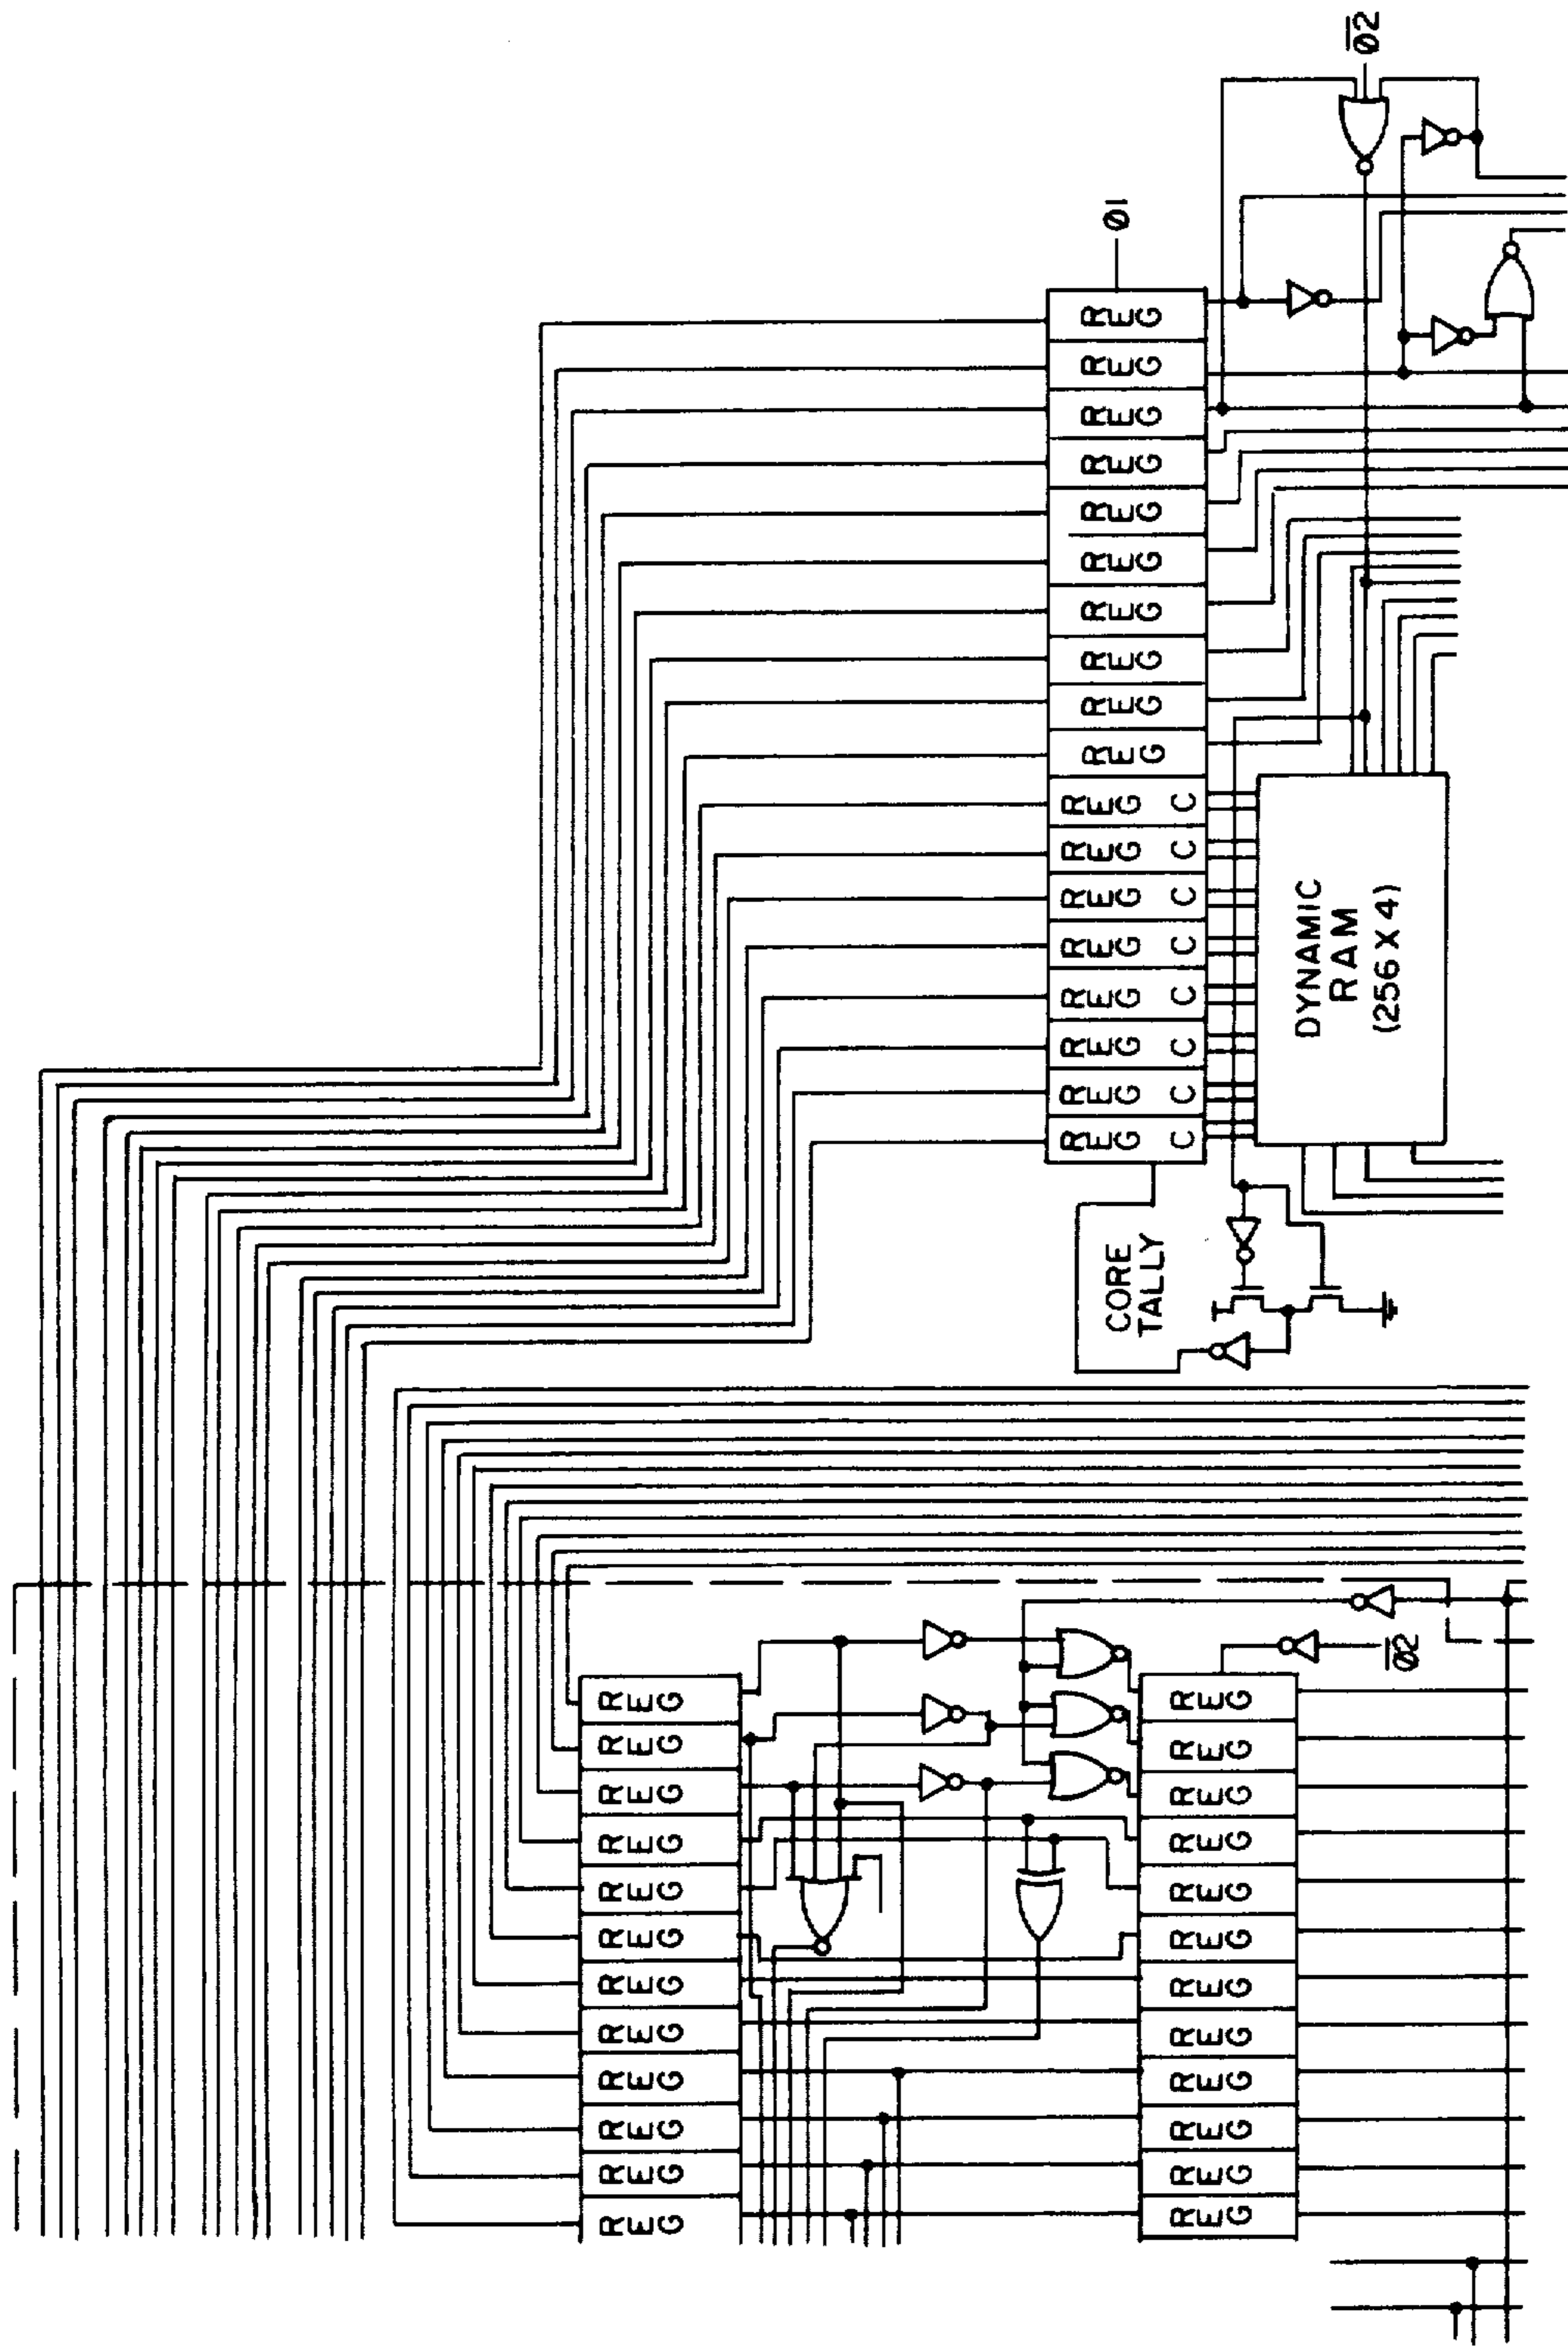 REG REG REG REG REG REG REG REG REG REG REG REG
CORE
TALLY
REG C REG C REG C REG C REG C REG C REG C REG C REG REG REG REG REG REG REG REG REG REG
Ø1
REG REG REG REG REG REG REG REG REG REG REG REG
Ø̅2̅
DYNAMIC
RAM
(256 X 4)
Ø̅2̅